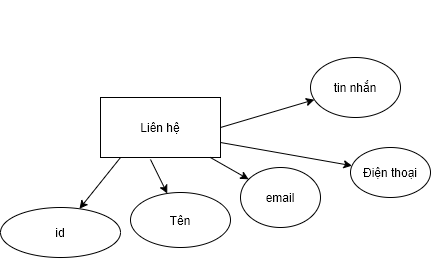 tin nhắn
Liên hệ
Điện thoại
email
Tên
id